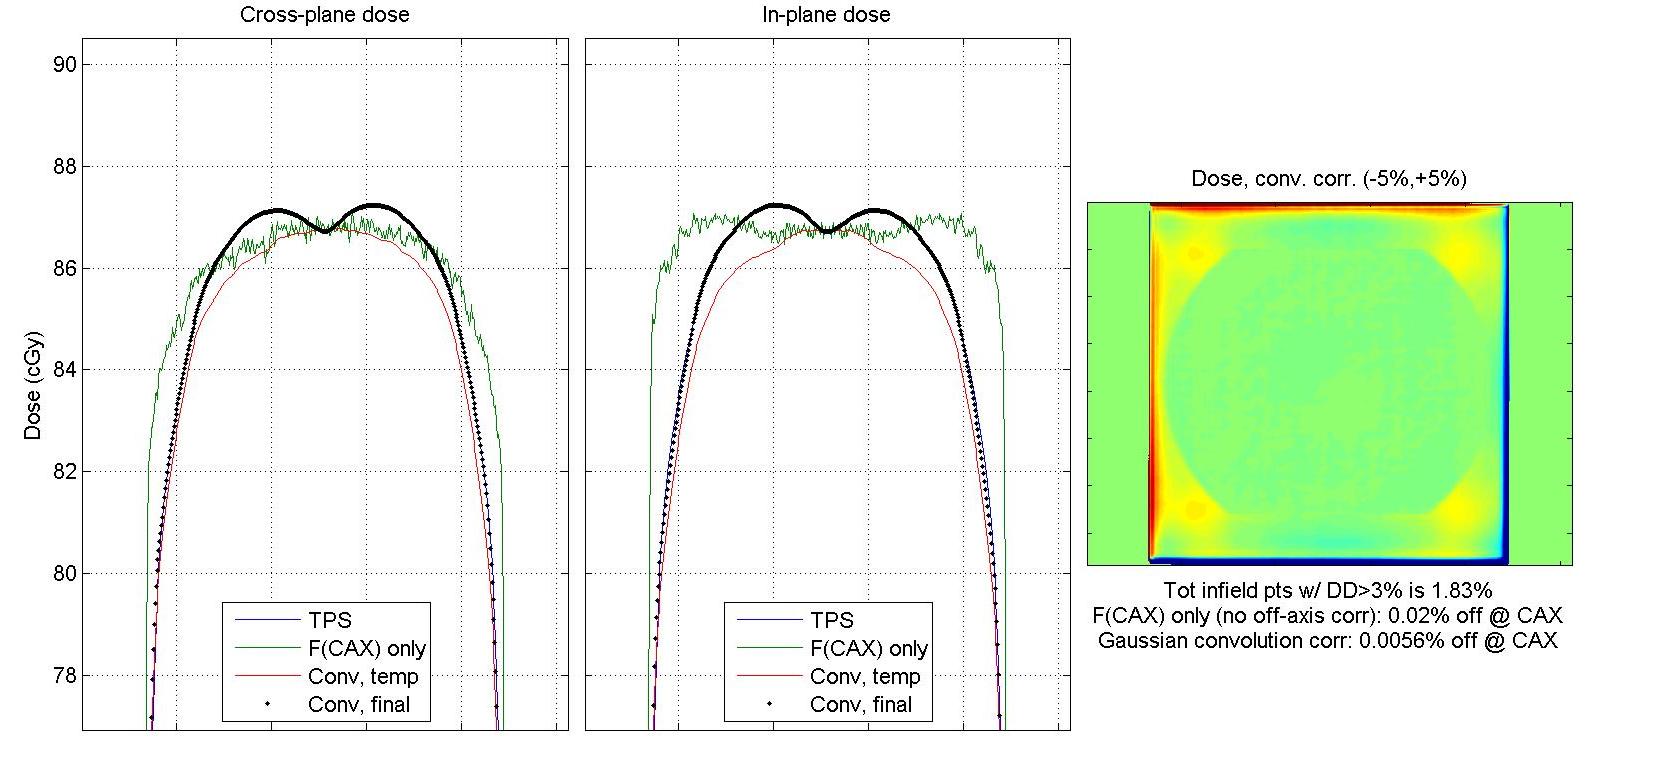 Cross-plane dose
In-plane dose
90
88
86
84
82
80
78
Dose (cGy)
TPS
F(CAX) only
Conv, temp
Conv, final
TPS
F(CAX) only
Conv, temp
Conv, final
Dose, conv. corr. (-5%,+5%)
Tot infield pts w/ DD>3% is 1.83%
F(CAX) only (no off-axis corr): 0.02% off @ CAX
Gaussian convolution corr: 0.0056% off @ CAX